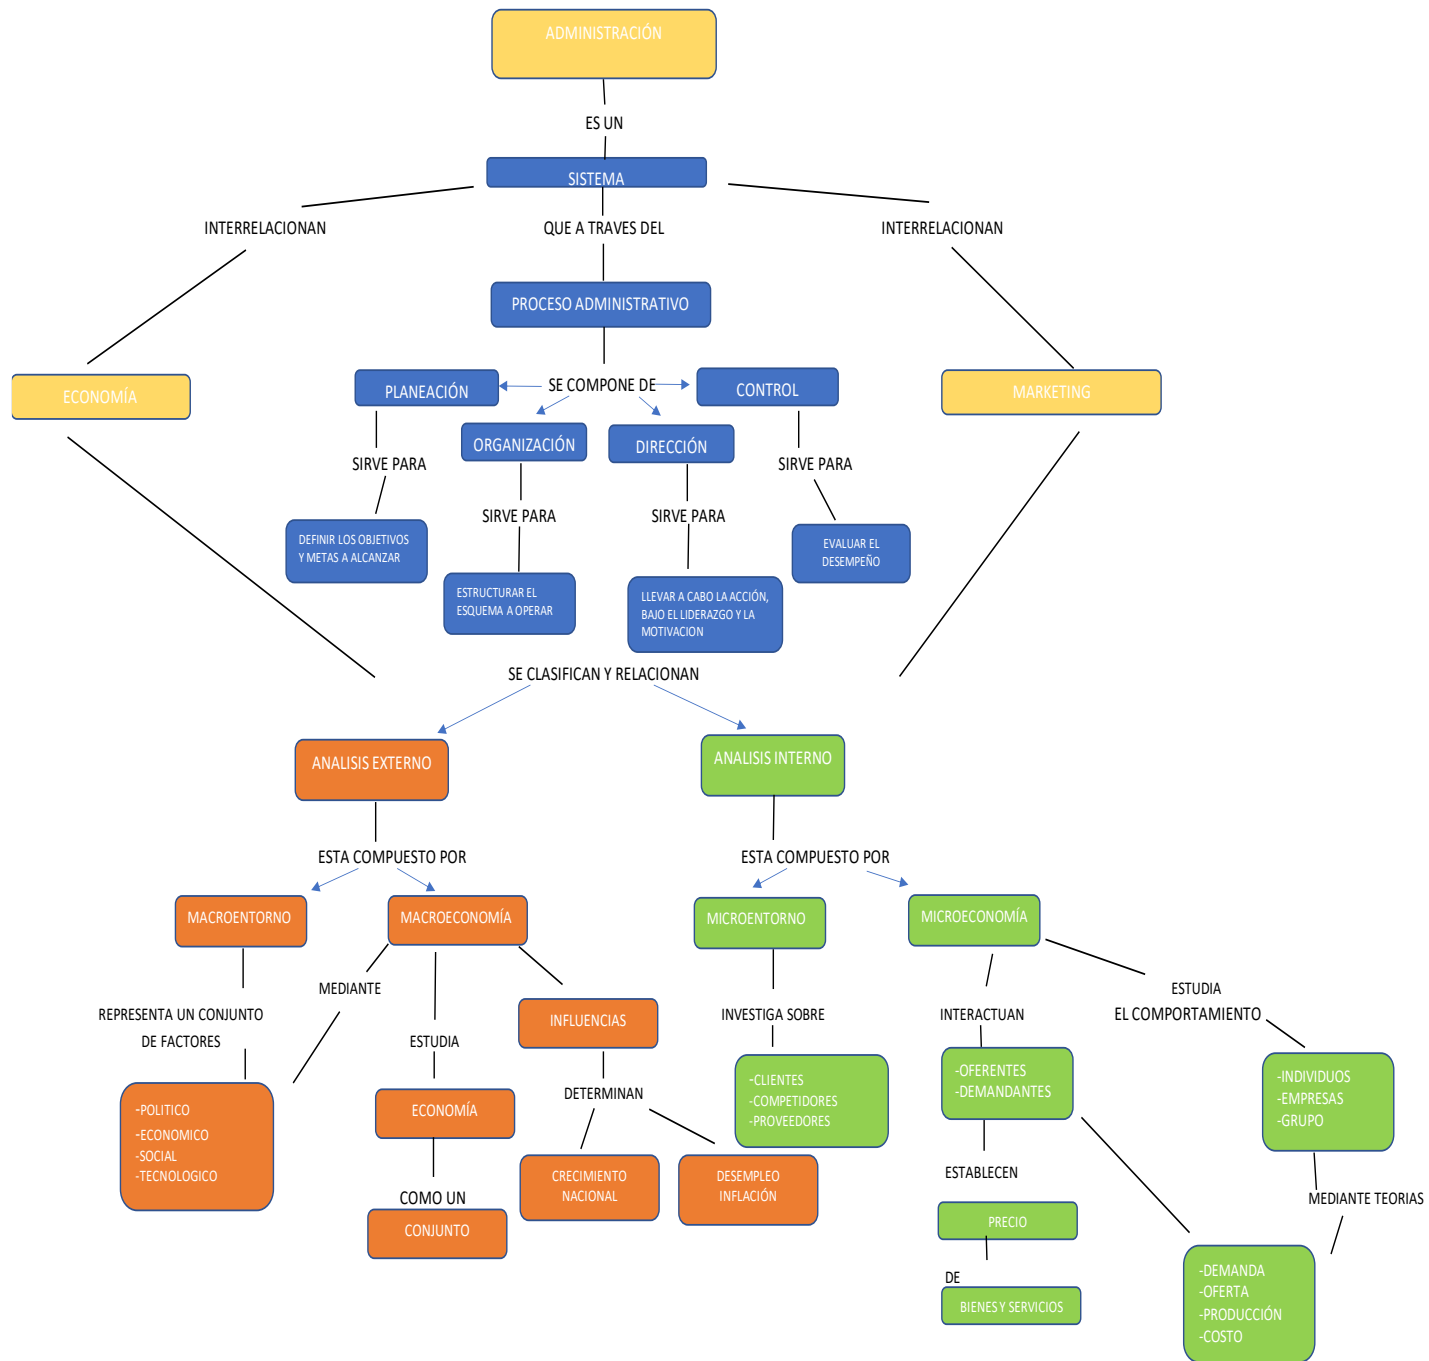 ADMINISTRACIÓN
ES UN
SISTEMA
INTERRELACIONAN
QUE A TRAVES DEL
INTERRELACIONAN
PROCESO ADMINISTRATIVO
ECONOMÍA
PLANEACIÓN
SE COMPONE DE
CONTROL
MARKETING
ORGANIZACIÓN
DIRECCIÓN
SIRVE PARA
SIRVE PARA
SIRVE PARA
SIRVE PARA
DEFINIR LOS OBJETIVOS
Y METAS A ALCANZAR
EVALUAR EL
DESEMPEÑO
ESTRUCTURAR EL
ESQUEMA A OPERAR
LLEVAR A CABO LA ACCIÓN,
BAJO EL LIDERAZGO Y LA
MOTIVACION
SE CLASIFICAN Y RELACIONAN
ANALISIS EXTERNO
ANALISIS INTERNO
ESTA COMPUESTO POR
ESTA COMPUESTO POR
MACROENTORNO
MACROECONOMÍA
MICROENTORNO
MICROECONOMÍA
MEDIANTE
ESTUDIA
EL COMPORTAMIENTO
REPRESENTA UN CONJUNTO
DE FACTORES
ESTUDIA
INFLUENCIAS
INVESTIGA SOBRE
INTERACTUAN
-POLITICO
-ECONOMICO
-SOCIAL
-TECNOLOGICO
ECONOMÍA
DETERMINAN
-CLIENTES
-COMPETIDORES
-PROVEEDORES
-OFERENTES
-DEMANDANTES
-INDIVIDUOS
-EMPRESAS
-GRUPO
COMO UN
CONJUNTO
CRECIMIENTO
NACIONAL
DESEMPLEO
INFLACIÓN
ESTABLECEN
PRECIO
DE
BIENES Y SERVICIOS
MEDIANTE TEORIAS
-DEMANDA
-OFERTA
-PRODUCCIÓN
-COSTO